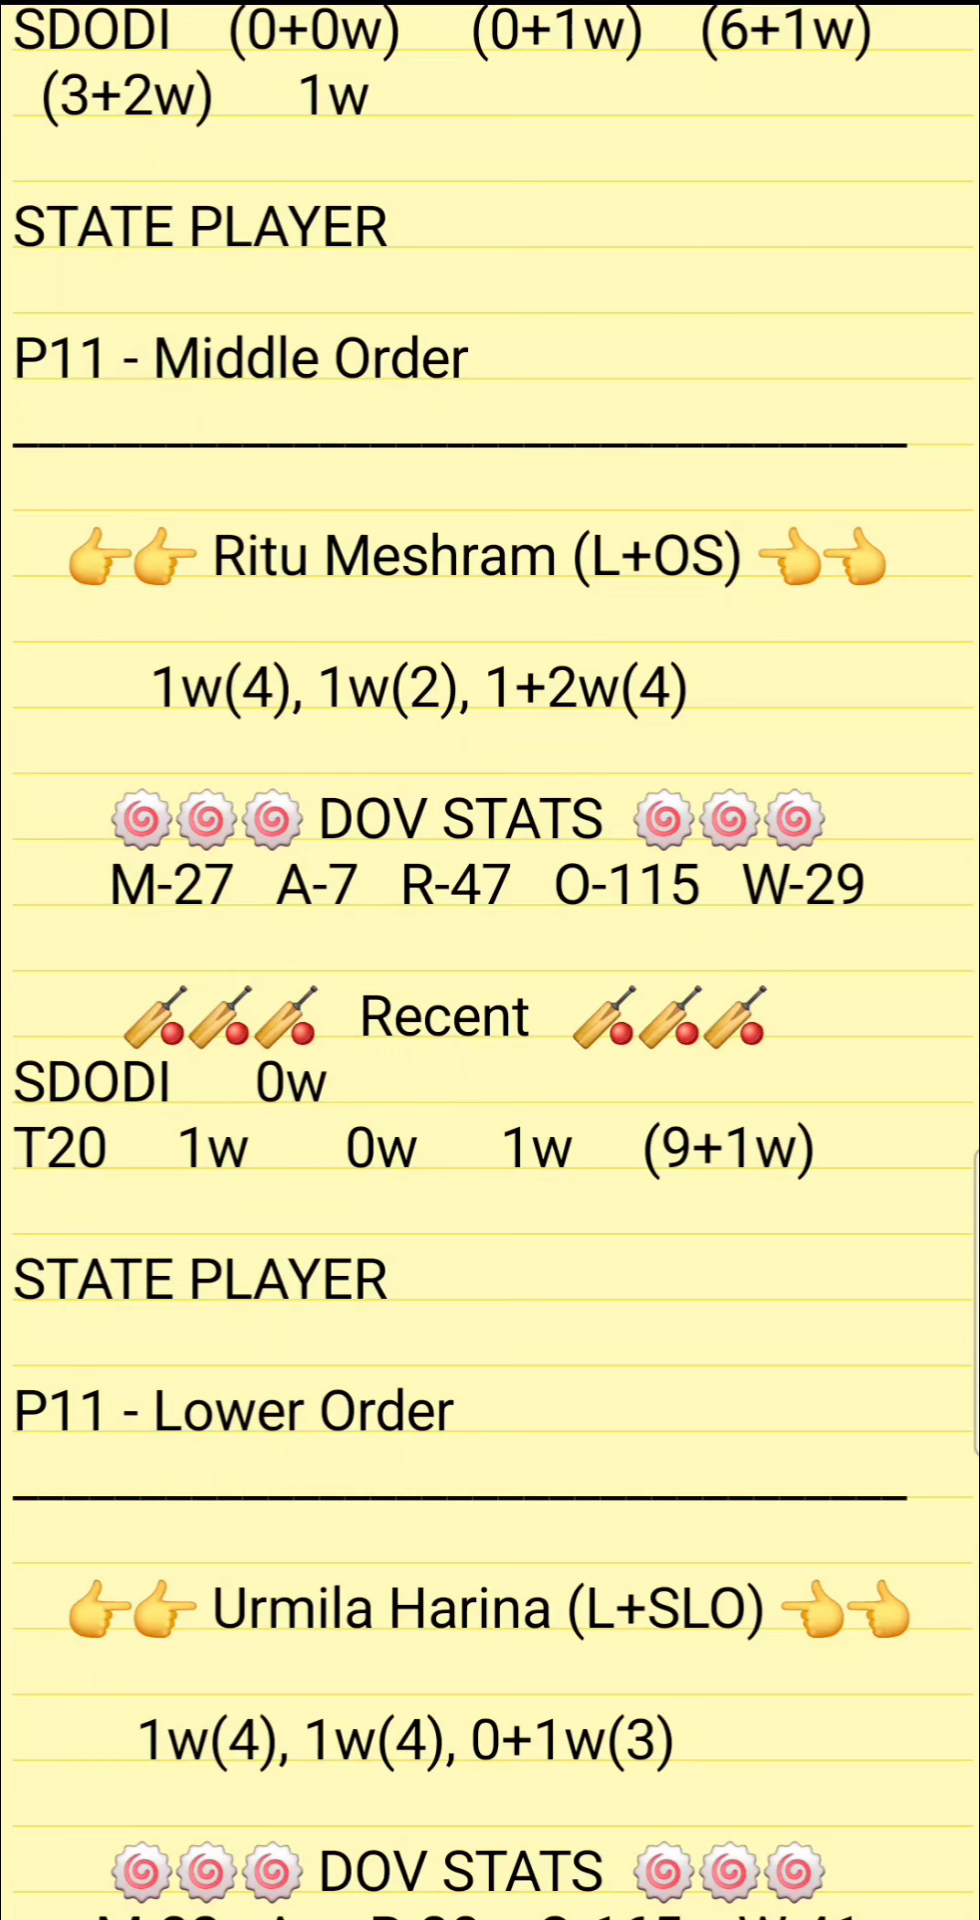 SDODI (0+0w) (0+1w) (6+1w)
(3+2w) 1w
STATE PLAYER
P11 - Middle Order
👉👉 Ritu Meshram (L+OS) 👈👈
1w(4), 1w(2), 1+2w(4)
🍥🍥🍥 DOV STATS 🍥🍥🍥
M-27 A-7 R-47 O-115 W-29
🏏🏏🏏 Recent 🏏🏏🏏
SDODI 0w
T20 1w 0w 1w (9+1w)
STATE PLAYER
P11 - Lower Order
👉👉 Urmila Harina (L+SLO) 👈👈
1w(4), 1w(4), 0+1w(3)
🍥🍥🍥 DOV STATS 🍥🍥🍥